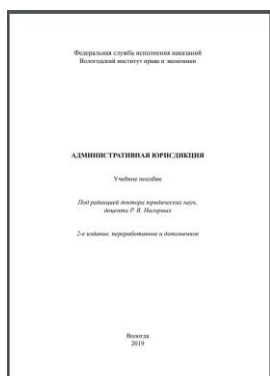 Федеральная служба исполнения наказаний
Вологодский институт права и экономики
АДМИНИСТРАТИВНАЯ ЮРИСДИКЦИЯ
Учебное пособие
Под редакцией доктора юридических наук,
доцента Р. В. Нагорных
2-е издание, переработанное и дополненное
Вологда
2019